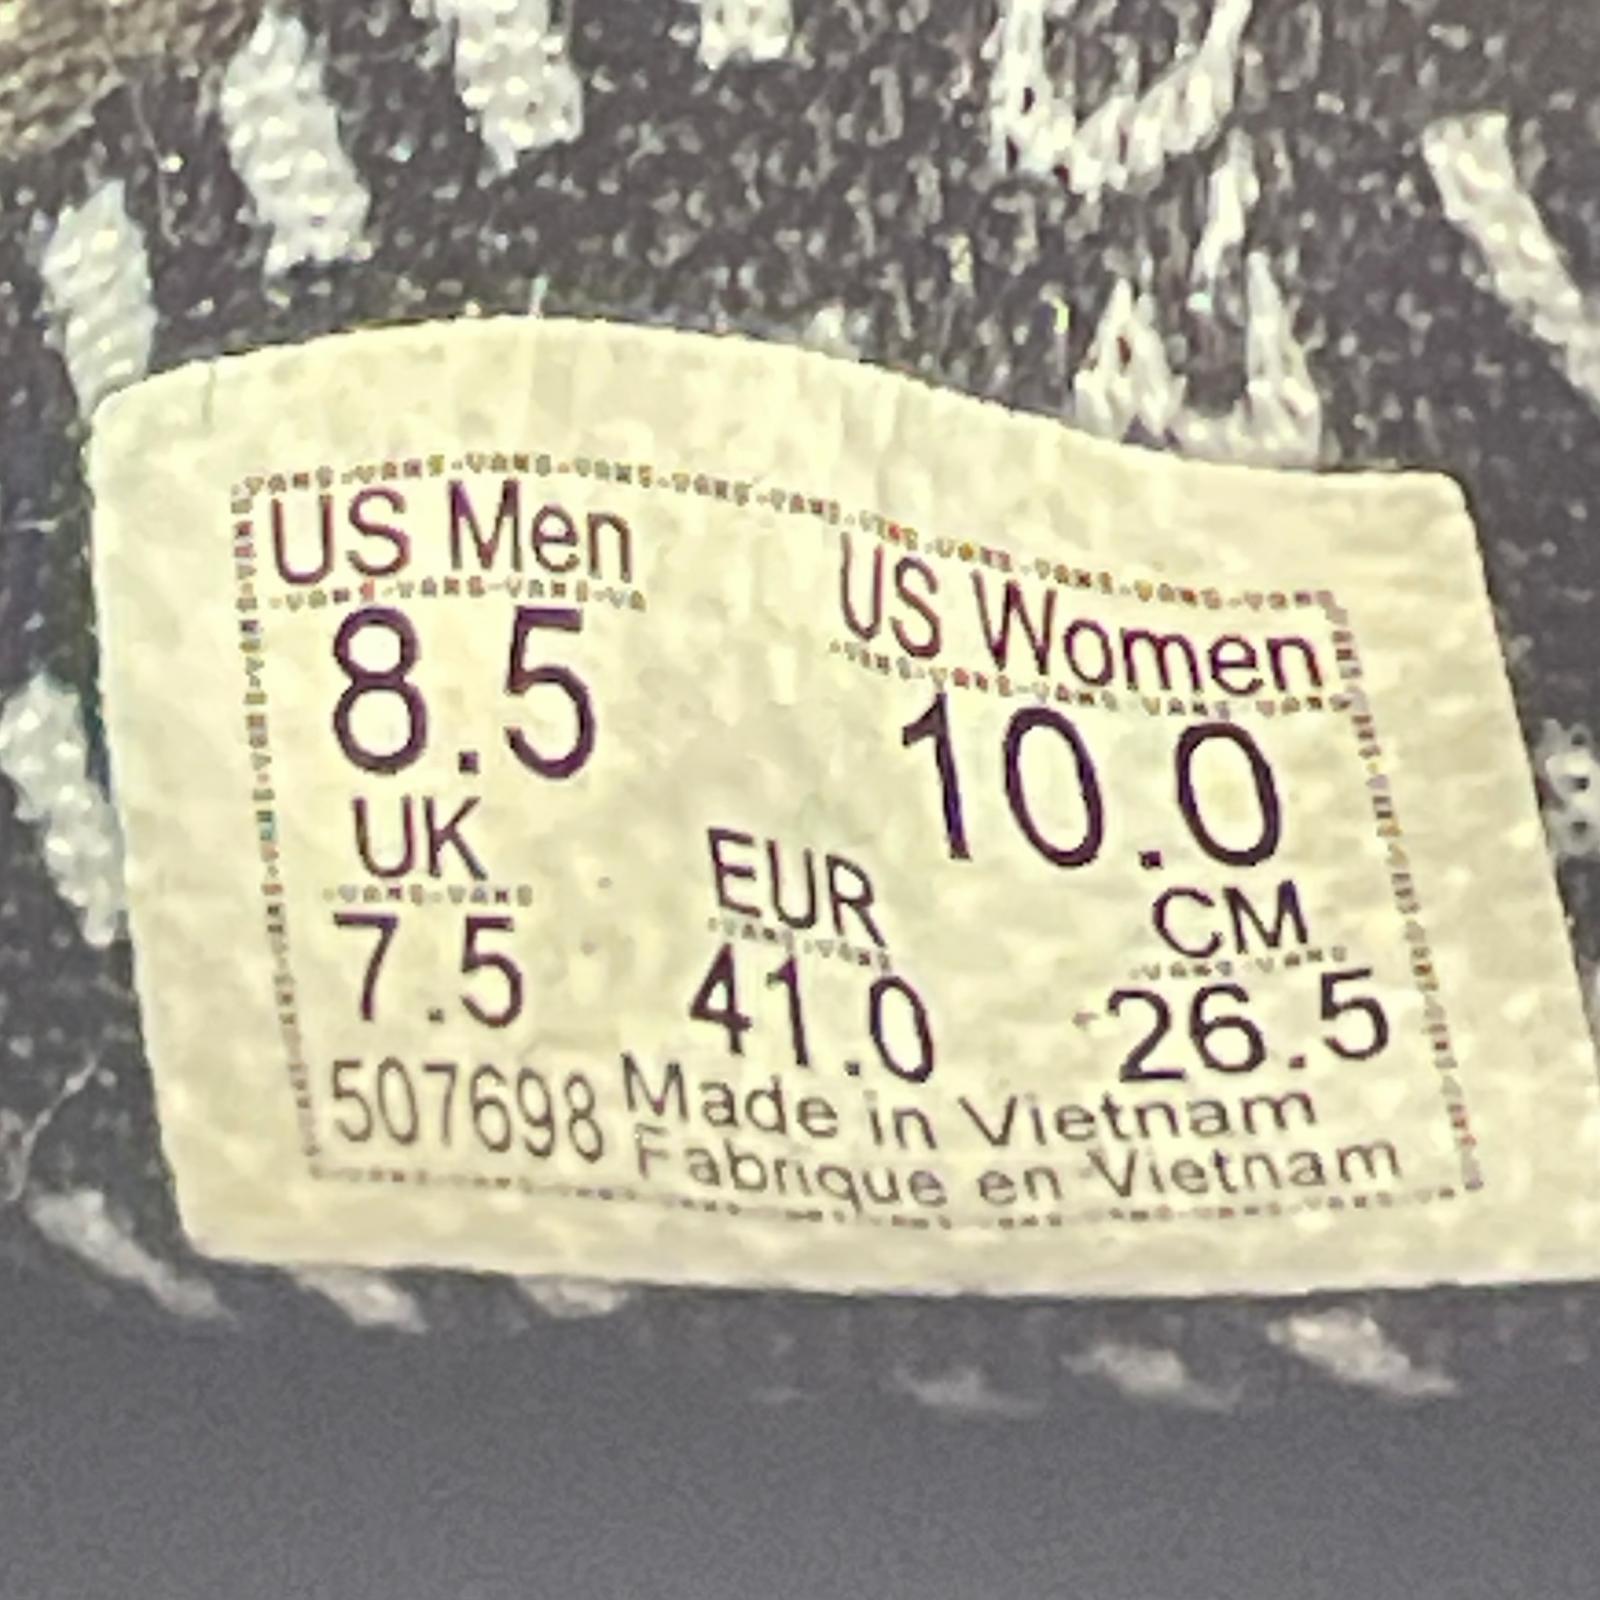 US Men
US Women
8.5
10.0
UK
EUR
CM
7.5
41.0
26.5
507698
Made in Vietnam
Fabrique en Vietnam